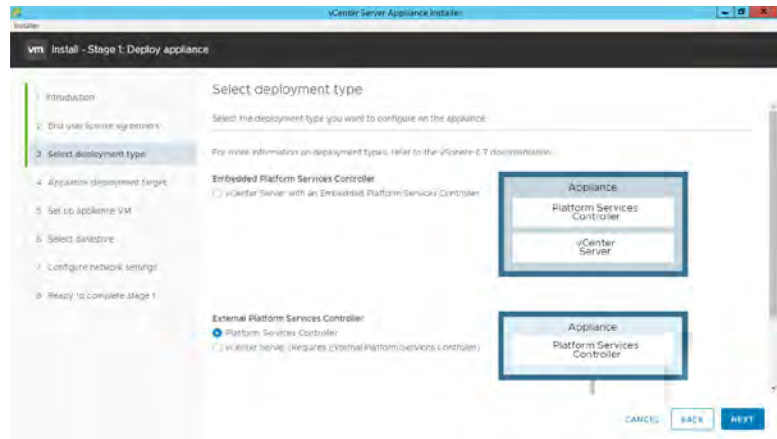 vCenter Server Appliance Installer
Installer
vm Install - Stage 1: Deploy appliance
1 Introduction
2 End user license agreement
3 Select deployment type
4 Appliance deployment target
5 Set up appliance VM
6 Select datastore
7 Configure network settings
8 Ready to complete stage 1
Select deployment type
Select the deployment type you want to configure on the appliance
For more information on deployment types, refer to the vSphere 6.7 documentation.
Embedded Platform Services Controller
vCenter Server with an Embedded Platform Services Controller
Appliance
Platform Services
Controller
vCenter
Server
External Platform Services Controller
Platform Services Controller
vCenter Server (Requires External Platform Services Controller)
Appliance
Platform Services
Controller
CANCEL
BACK
NEXT